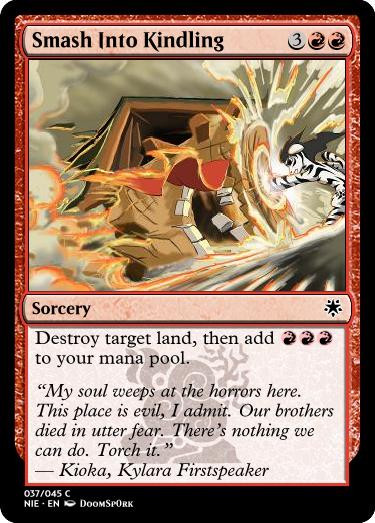 Smash Into Kindling 3
Sorcery
Destroy target land, then add
to your mana pool.
“My soul weeps at the horrors here.
This place is evil, I admit. Our brothers
died in utter fear. There's nothing we
can do. Torch it.”
— Kioka, Kylara Firstspeaker
037/045 C
NIE • EN DoomSp0rk